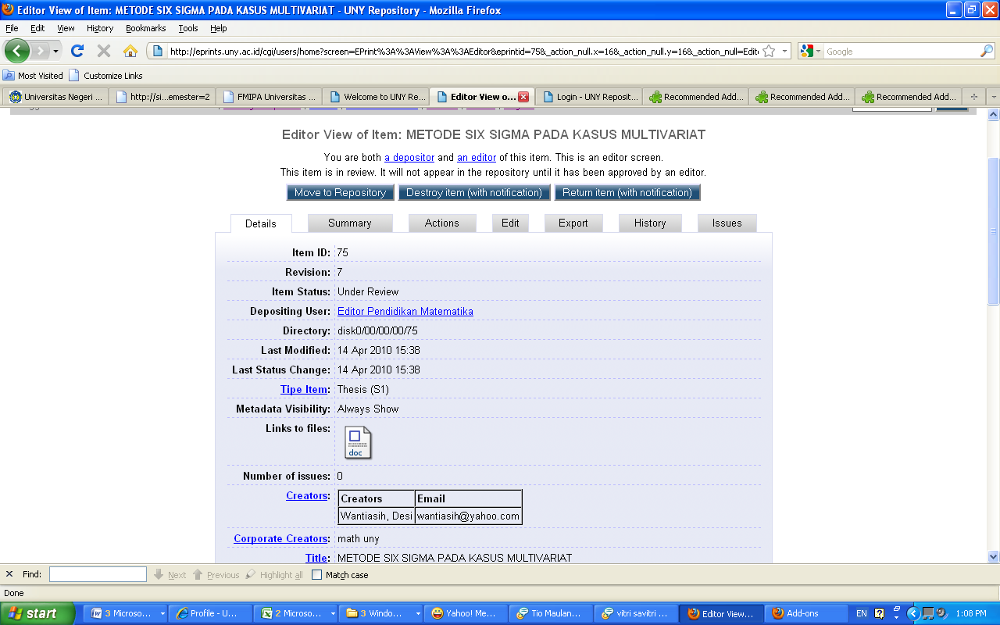 Editor View of Item: METODE SIX SIGMA PADA KASUS MULTIVARIAT - UNY Repository - Mozilla Firefox
File Edit View History Bookmarks Tools Help
http://eprints.uny.ac.id/cgi/users/home?screen=EPrint%3A%3AView%3A%3AEditor&eprintid=75&_action_null.x=16&_action_null.y=16&_action_null=Edit Google
Most Visited Customize Links
Universitas Negeri ... http://si...emester=2 FMIPA Universitas ... Welcome to UNY Re... Editor View o... Login - UNY Reposit... Recommended Add... Recommended Add... Recommended Add...
Editor View of Item: METODE SIX SIGMA PADA KASUS MULTIVARIAT
You are both a depositor and an editor of this item. This is an editor screen.
This item is in review. It will not appear in the repository until it has been approved by an editor.
Move to Repository Destroy item (with notification) Return item (with notification)
Details Summary Actions Edit Export History Issues
Item ID: 75
Revision: 7
Item Status: Under Review
Depositing User: Editor Pendidikan Matematika
Directory: disk0/00/00/00/75
Last Modified: 14 Apr 2010 15:38
Last Status Change: 14 Apr 2010 15:38
Tipe Item: Thesis (S1)
Metadata Visibility: Always Show
Links to files:
doc
Number of issues: 0
Creators: Creators Email
Wantiasih, Desi wantiasih@yahoo.com
Corporate Creators: math uny
Title: METODE SIX SIGMA PADA KASUS MULTIVARIAT
Find: Next Previous Highlight all Match case
Done
start 3 Microso... Profile - U... 2 Microsof... 3 Window... Yahoo! Me... Tio Maulan... vitri savitri ... Editor View... Add-ons EN 1:08 PM